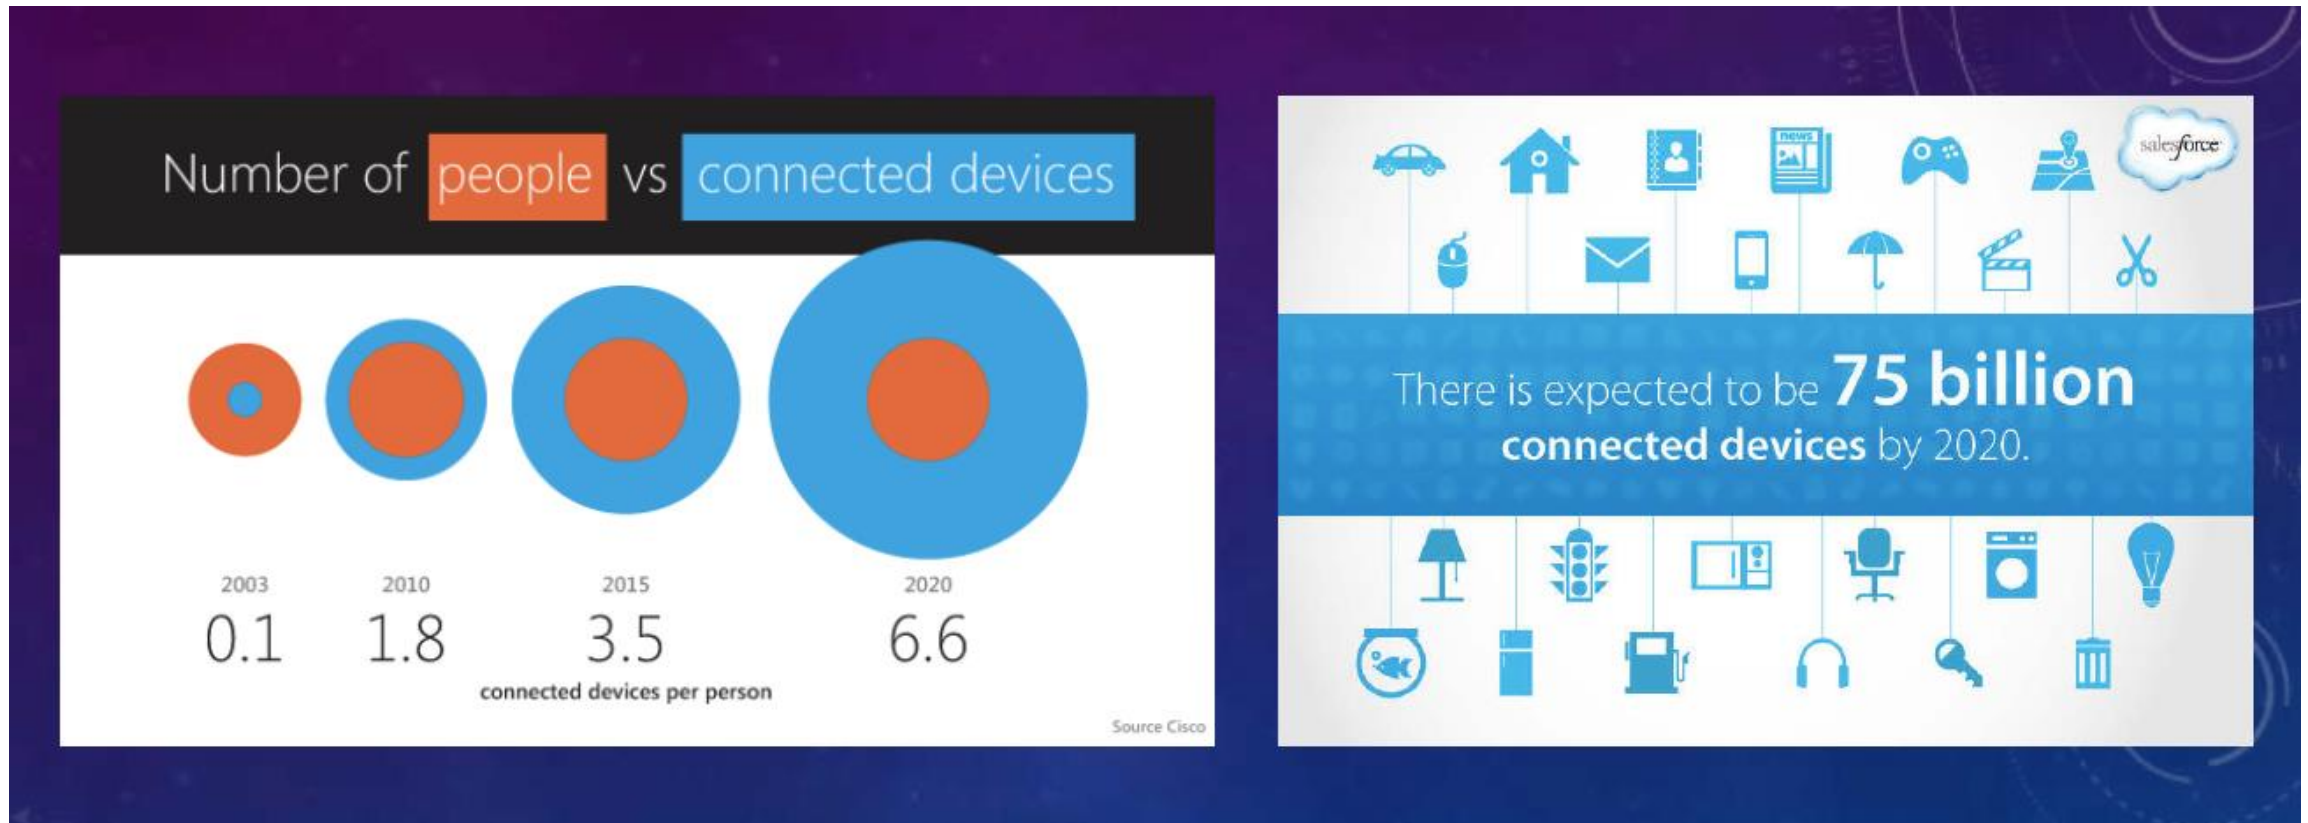 Number of people vs connected devices
2003
0.1
2010
1.8
2015
3.5
2020
6.6
connected devices per person
Source Cisco
news
salesforce
There is expected to be 75 billion
connected devices by 2020.